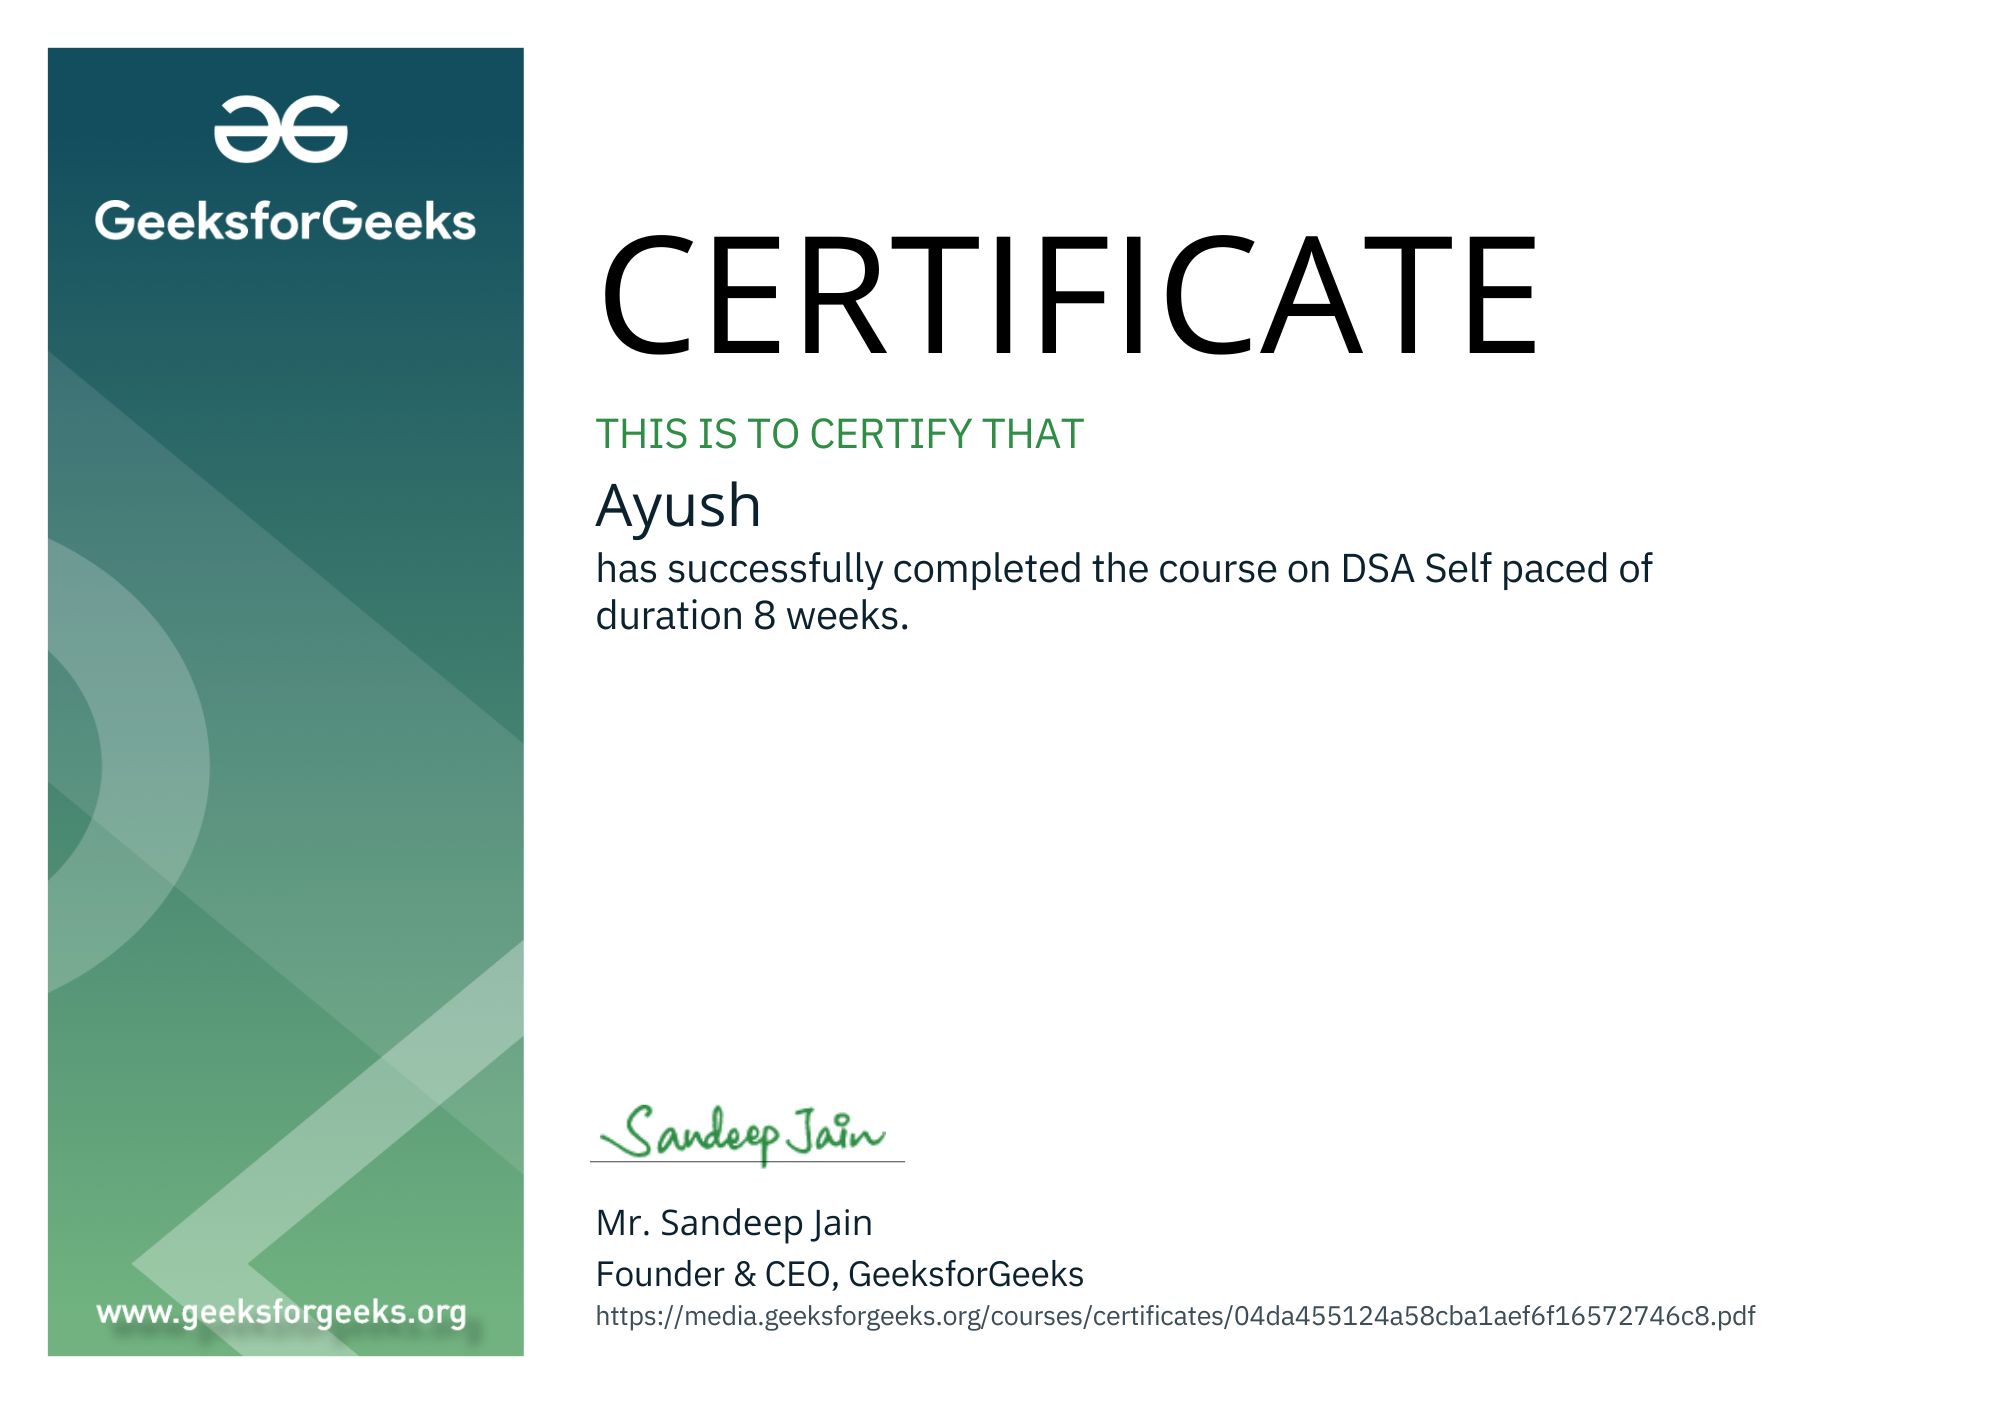 GeeksforGeeks
CERTIFICATE
THIS IS TO CERTIFY THAT
Ayush
has successfully completed the course on DSA Self paced of
duration 8 weeks.
Sandeep Jain
Mr. Sandeep Jain
Founder & CEO, GeeksforGeeks
https://media.geeksforgeeks.org/courses/certificates/04da455124a58cba1aef6f16572746c8.pdf
www.geeksforgeeks.org